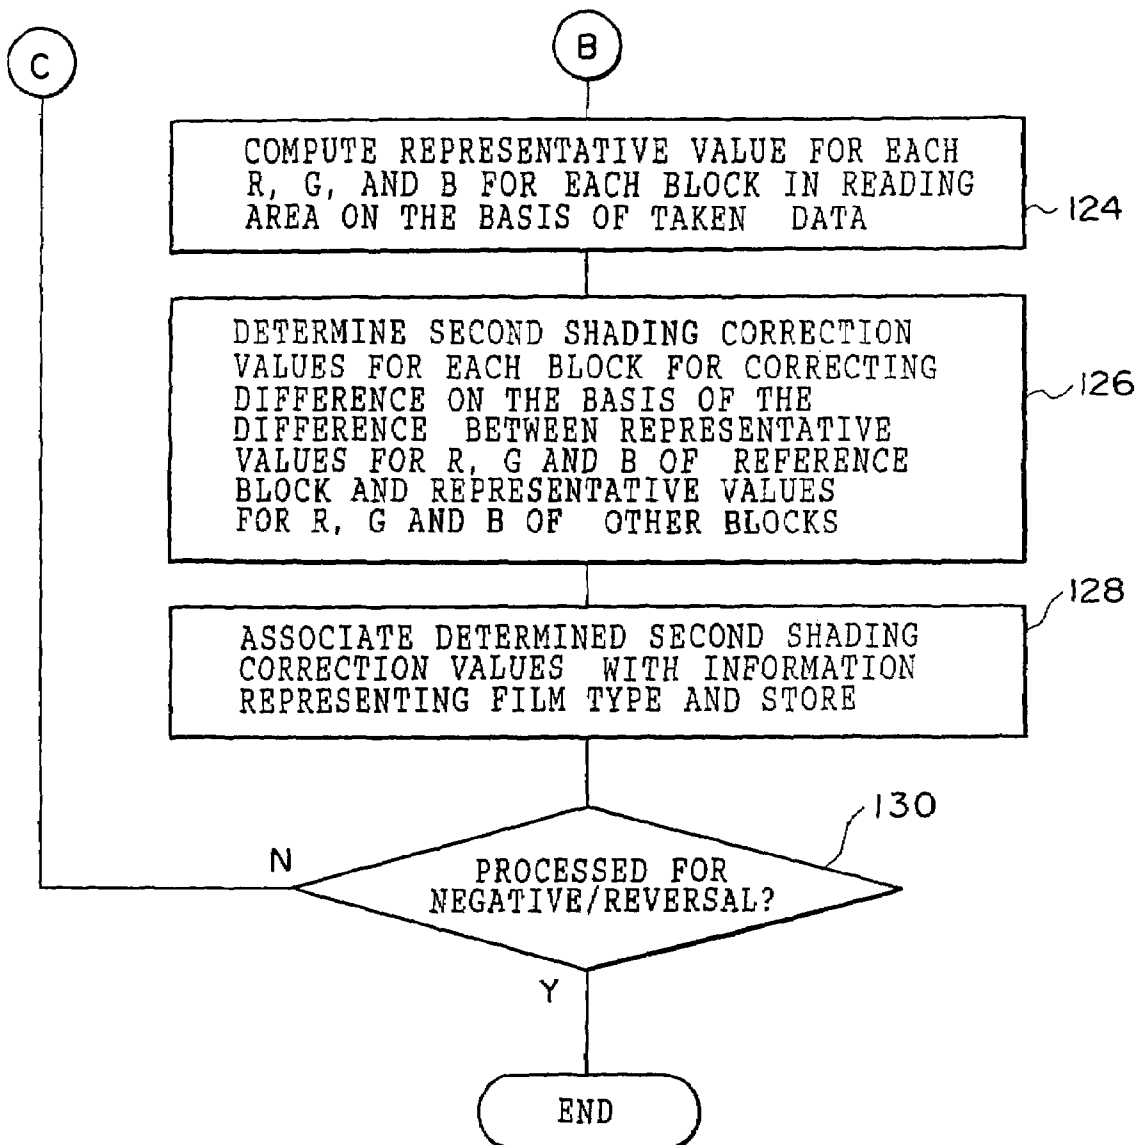 C
B
COMPUTE REPRESENTATIVE VALUE FOR EACH
R, G, AND B FOR EACH BLOCK IN READING
AREA ON THE BASIS OF TAKEN DATA
124
DETERMINE SECOND SHADING CORRECTION
VALUES FOR EACH BLOCK FOR CORRECTING
DIFFERENCE ON THE BASIS OF THE
DIFFERENCE BETWEEN REPRESENTATIVE
VALUES FOR R, G AND B OF REFERENCE
BLOCK AND REPRESENTATIVE VALUES
FOR R, G AND B OF OTHER BLOCKS
126
ASSOCIATE DETERMINED SECOND SHADING
CORRECTION VALUES WITH INFORMATION
REPRESENTING FILM TYPE AND STORE
128
130
N
PROCESSED FOR
NEGATIVE/REVERSAL?
Y
END